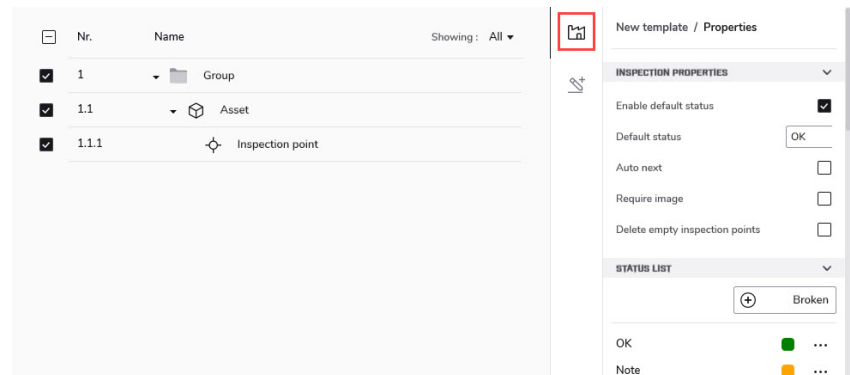 Nr. Name Showing : All
1 Group
1.1 Asset
1.1.1 Inspection point
New template / Properties
INSPECTION PROPERTIES
Enable default status
Default status OK
Auto next
Require image
Delete empty inspection points
STATUS LIST
Broken
OK
Note